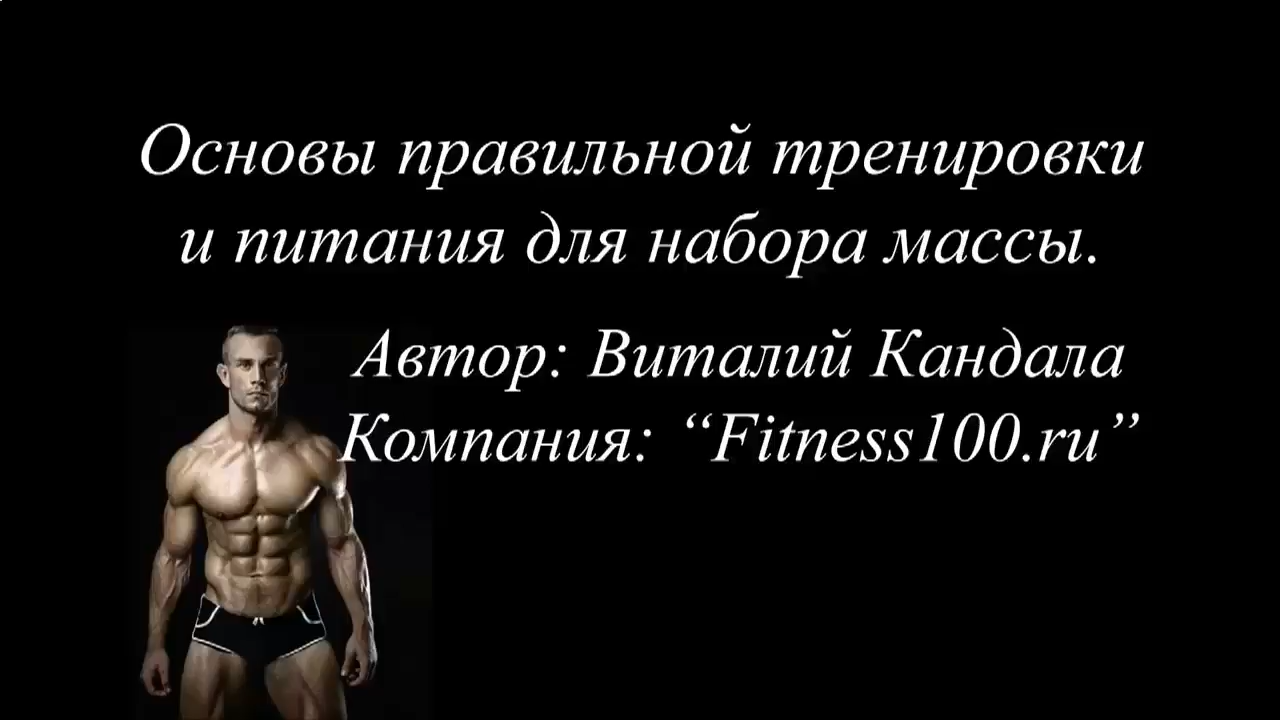 Основы правильной тренировки
и питания для набора массы.
Автор: Виталий Кандала
Компания: “Fitness100.ru”